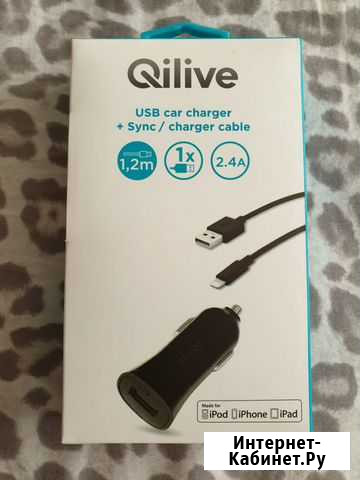 Qilive
USB car charger
+ Sync / charger cable
1,2m
1x
2.4A
Made for
iPod iPhone iPad
Интернет-
Кабинет.Ру